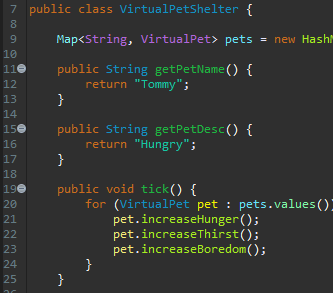 7 public class VirtualPetShelter {
8
9 Map<String, VirtualPet> pets = new Hash
10
11 public String getPetName() {
12 return "Tommy";
13 }
14
15 public String getPetDesc() {
16 return "Hungry";
17 }
18
19 public void tick() {
20 for (VirtualPet pet : pets.values())
21 pet.increaseHunger();
22 pet.increaseThirst();
23 pet.increaseBoredom();
24 }
25 }